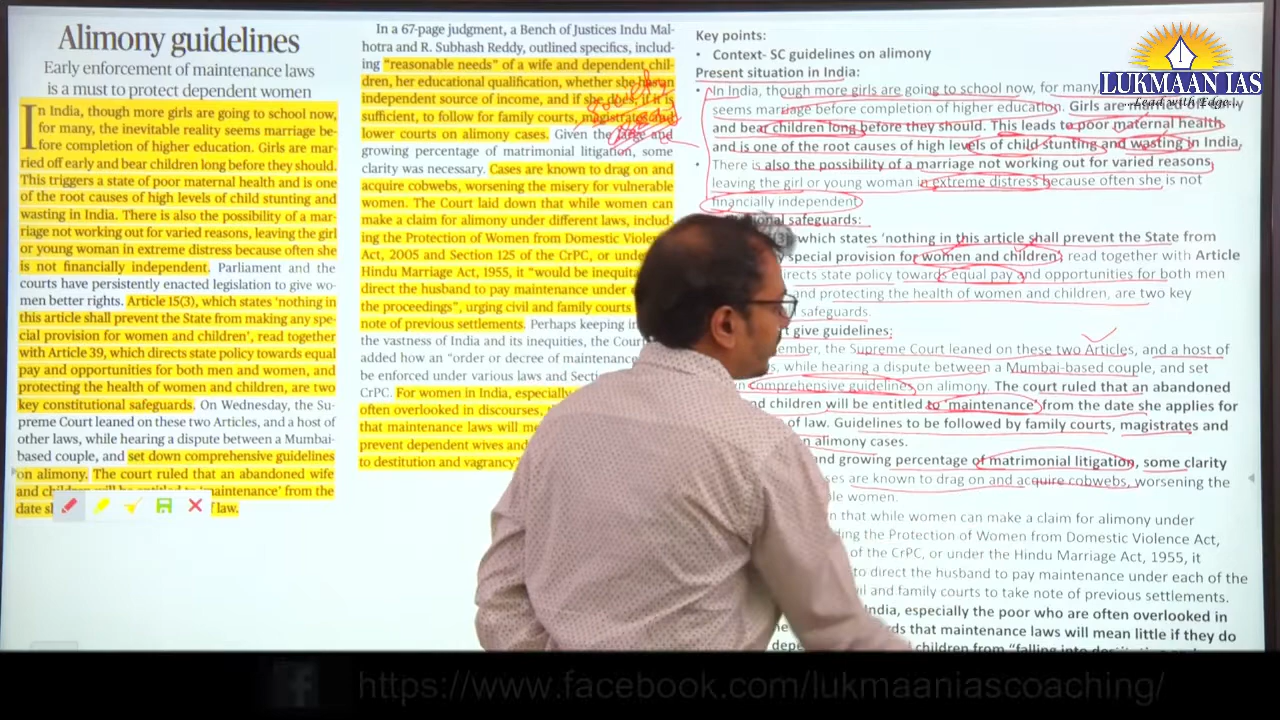 Alimony guidelines
Early enforcement of maintenance laws
is a must to protect dependent women
In India, though more girls are going to school now,
for many, the inevitable reality seems marriage be-
fore completion of higher education. Girls are mar-
ried off early and bear children long before they should.
This triggers a state of poor maternal health and is one
of the root causes of high levels of child stunting and
wasting in India. There is also the possibility of a mar-
riage not working out for varied reasons, leaving the girl
or young woman in extreme distress because often she
is not financially independent. Parliament and the
courts have persistently enacted legislation to give wo-
men better rights. Article 15(3), which states ‘nothing in
this article shall prevent the State from making any spe-
cial provision for women and children’, read together
with Article 39, which directs state policy towards equal
pay and opportunities for both men and women, and
protecting the health of women and children, are two
key constitutional safeguards. On Wednesday, the Su-
preme Court leaned on these two Articles, and a host of
other laws, while hearing a dispute between a Mumbai-
based couple, and set down comprehensive guidelines
on alimony. The court ruled that an abandoned wife
and children will be entitled to ‘maintenance’ from the
date s f law.
In a 67-page judgment, a Bench of Justices Indu Mal-
hotra and R. Subhash Reddy, outlined specifics, includ-
ing “reasonable needs” of a wife and dependent chil-
dren, her educational qualification, whether she has an
independent source of income, and if she does, if it is
sufficient, to follow for family courts, magistrates and
lower courts on alimony cases. Given the large and
growing percentage of matrimonial litigation, some
clarity was necessary. Cases are known to drag on and
acquire cobwebs, worsening the misery for vulnerable
women. The Court laid down that while women can
make a claim for alimony under different laws, includ-
ing the Protection of Women from Domestic Violen
Act, 2005 and Section 125 of the CrPC, or unde
Hindu Marriage Act, 1955, it “would be inequita
direct the husband to pay maintenance under
the proceedings”, urging civil and family courts
note of previous settlements. Perhaps keeping in
the vastness of India and its inequities, the Cour
added how an “order or decree of maintenance
be enforced under various laws and Secti
CrPC. For women in India, especially
often overlooked in discourses,
that maintenance laws will me
prevent dependent wives and
to destitution and vagrancy”
Key points:
• Context- SC guidelines on alimony
Present situation in India:
• In India, though more girls are going to school now, for many
seems marriage before completion of higher education. Girls are
and bear children long before they should. This leads to poor maternal health
and is one of the root causes of high levels of child stunting and wasting in India,
• There is also the possibility of a marriage not working out for varied reasons,
leaving the girl or young woman in extreme distress because often she is not
financially independent
ional safeguards:
3) which states ‘nothing in this article shall prevent the State from
y special provision for women and children’, read together with Article
directs state policy towards equal pay and opportunities for both men
and protecting the health of women and children, are two key
safeguards.
t give guidelines:
ember, the Supreme Court leaned on these two Articles, and a host of
s, while hearing a dispute between a Mumbai-based couple, and set
n comprehensive guidelines on alimony. The court ruled that an abandoned
and children will be entitled to ‘maintenance’ from the date she applies for
of law. Guidelines to be followed by family courts, magistrates and
n alimony cases.
and growing percentage of matrimonial litigation, some clarity
ses are known to drag on and acquire cobwebs, worsening the
le women.
n that while women can make a claim for alimony under
ding the Protection of Women from Domestic Violence Act,
of the CrPC, or under the Hindu Marriage Act, 1955, it
to direct the husband to pay maintenance under each of the
vil and family courts to take note of previous settlements.
India, especially the poor who are often overlooked in
rds that maintenance laws will mean little if they do
depe children from “falling into
LUKMAAN IAS
...Lead with Edge...
https://www.facebook.com/lukmaaniascoaching/